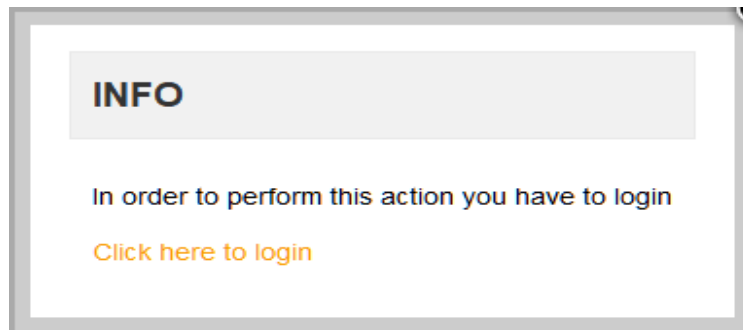 INFO
In order to perform this action you have to login
Click here to login